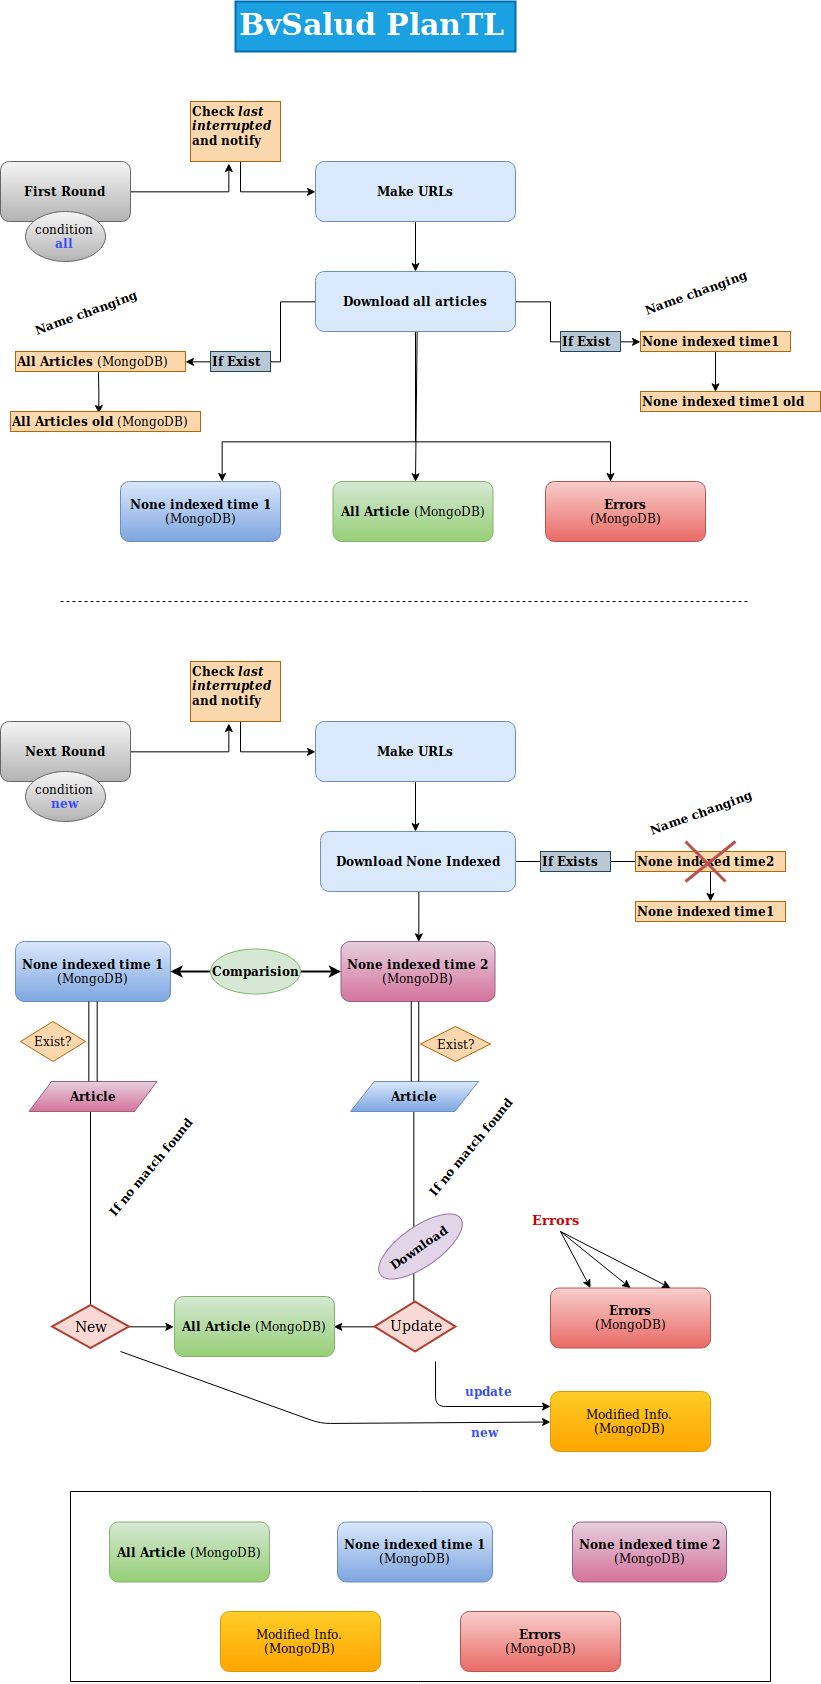 BvSalud PlanTL
Check last
interrupted
and notify
First Round
condition
all
Make URLs
Download all articles
Name changing
Name changing
If Exist
All Articles (MongoDB)
All Articles old (MongoDB)
If Exist
None indexed time1
None indexed time1 old
None indexed time 1
(MongoDB)
All Article (MongoDB)
Errors
(MongoDB)
Check last
interrupted
and notify
Next Round
condition
new
Make URLs
Name changing
Download None Indexed
If Exists
None indexed time2
None indexed time1
None indexed time 1
(MongoDB)
Comparision
None indexed time 2
(MongoDB)
Exist?
Exist?
Article
Article
If no match found
If no match found
Download
Errors
New
All Article (MongoDB)
Update
Errors
(MongoDB)
update
new
Modified Info.
(MongoDB)
All Article (MongoDB)
None indexed time 1
(MongoDB)
None indexed time 2
(MongoDB)
Modified Info.
(MongoDB)
Errors
(MongoDB)